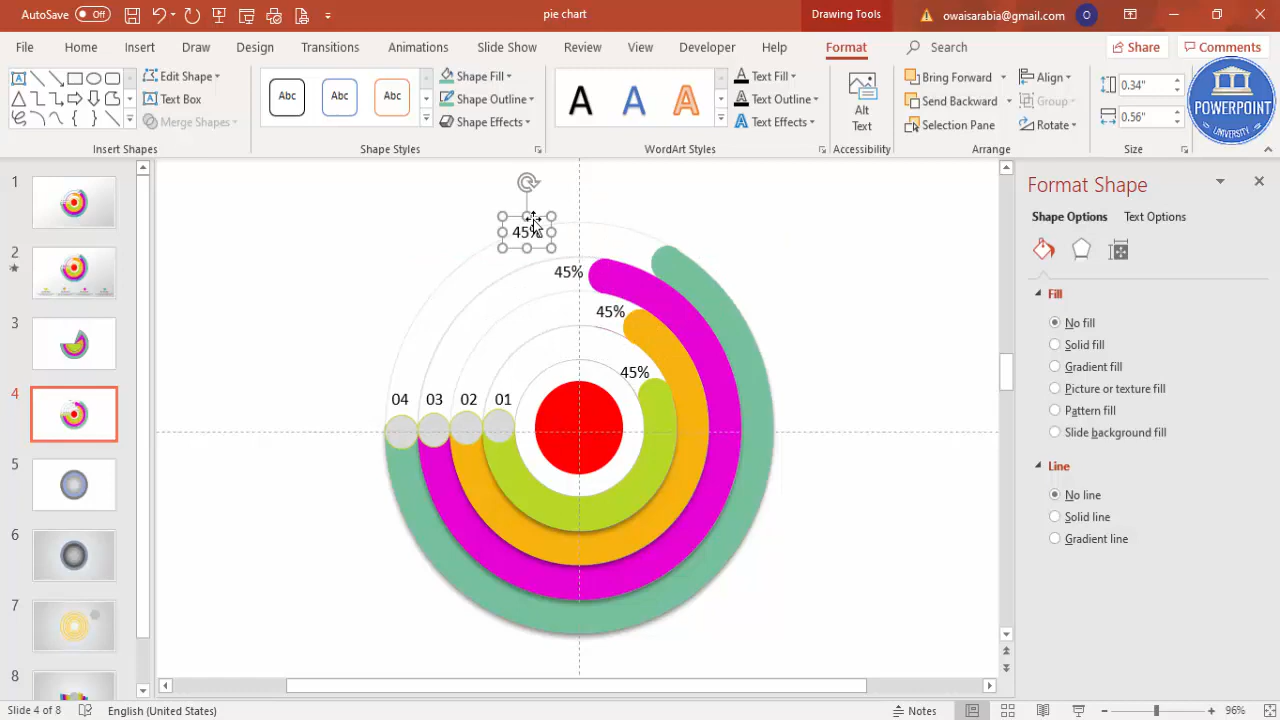 AutoSave Off
pie chart
Drawing Tools
owaisarabia@gmail.com
O
File Home Insert Draw Design Transitions Animations Slide Show Review View Developer Help Format Search
Share
Comments
Edit Shape
Text Box
Merge Shapes
Insert Shapes
Abc Abc Abc
Shape Fill
Shape Outline
Shape Effects
Shape Styles
A A A
Text Fill
Text Outline
Text Effects
WordArt Styles
Alt
Text
Accessibility
Bring Forward
Send Backward
Selection Pane
Align
Group
Rotate
Arrange
0.34"
0.56"
Size
POWERPOINT
UNIVERSITY
1
2
3
4
5
6
7
8
45%
45%
45%
45%
04 03 02 01
Format Shape
Shape Options Text Options
Fill
No fill
Solid fill
Gradient fill
Picture or texture fill
Pattern fill
Slide background fill
Line
No line
Solid line
Gradient line
Slide 4 of 8
English (United States)
Notes
96%